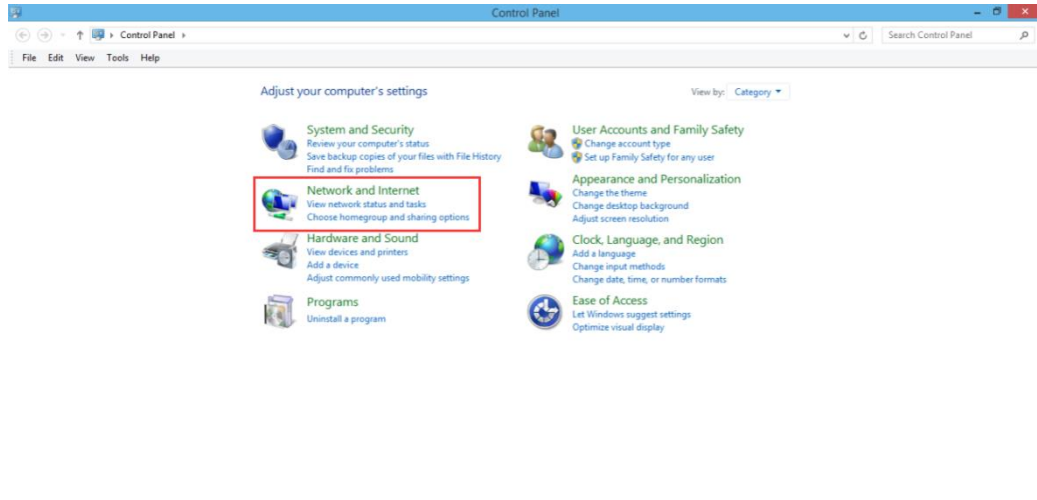 Control Panel
Control Panel
Search Control Panel
File Edit View Tools Help
Adjust your computer's settings
View by: Category
System and Security
Review your computer's status
Save backup copies of your files with File History
Find and fix problems
Network and Internet
View network status and tasks
Choose homegroup and sharing options
Hardware and Sound
View devices and printers
Add a device
Adjust commonly used mobility settings
Programs
Uninstall a program
User Accounts and Family Safety
Change account type
Set up Family Safety for any user
Appearance and Personalization
Change the theme
Change desktop background
Adjust screen resolution
Clock, Language, and Region
Add a language
Change input methods
Change date, time, or number formats
Ease of Access
Let Windows suggest settings
Optimize visual display